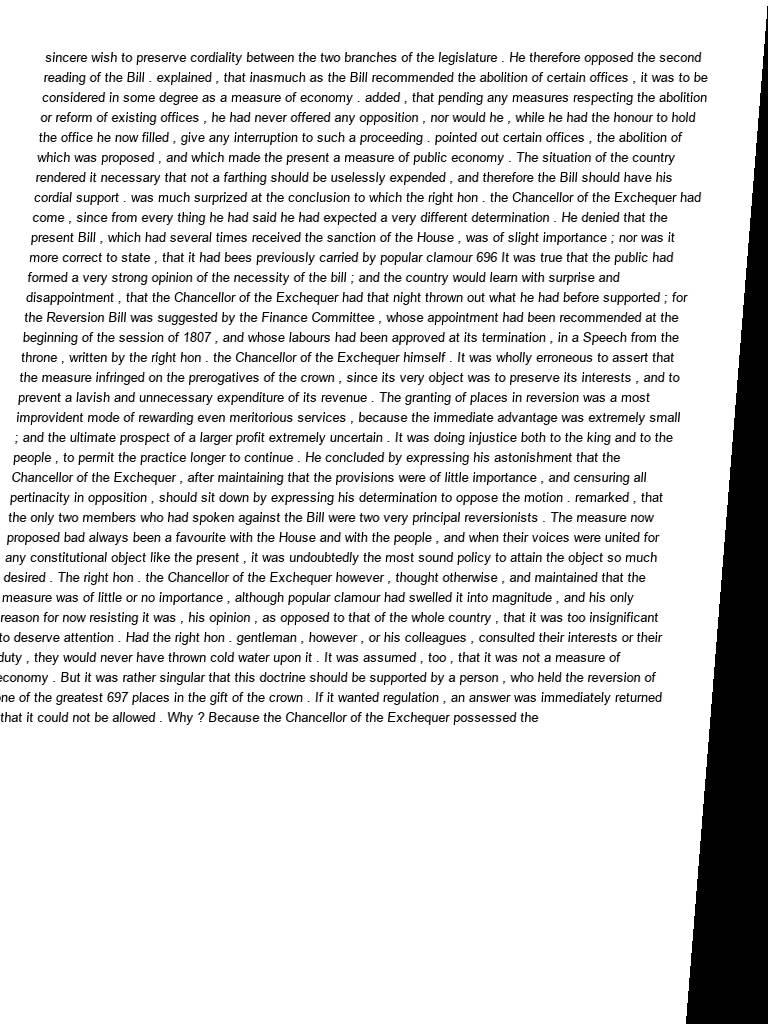 sincere wish to preserve cordiality between the two branches of the legislature . He therefore opposed the second
reading of the Bill . explained , that inasmuch as the Bill recommended the abolition of certain offices , it was to be
considered in some degree as a measure of economy . added , that pending any measures respecting the abolition
or reform of existing offices , he had never offered any opposition , nor would he , while he had the honour to hold
the office he now filled , give any interruption to such a proceeding . pointed out certain offices , the abolition of
which was proposed , and which made the present a measure of public economy . The situation of the country
rendered it necessary that not a farthing should be uselessly expended , and therefore the Bill should have his
cordial support . was much surprized at the conclusion to which the right hon . the Chancellor of the Exchequer had
come , since from every thing he had said he had expected a very different determination . He denied that the
present Bill , which had several times received the sanction of the House , was of slight importance ; nor was it
more correct to state , that it had bees previously carried by popular clamour 696 It was true that the public had
formed a very strong opinion of the necessity of the bill ; and the country would learn with surprise and
disappointment , that the Chancellor of the Exchequer had that night thrown out what he had before supported ; for
the Reversion Bill was suggested by the Finance Committee , whose appointment had been recommended at the
beginning of the session of 1807 , and whose labours had been approved at its termination , in a Speech from the
throne , written by the right hon . the Chancellor of the Exchequer himself . It was wholly erroneous to assert that
the measure infringed on the prerogatives of the crown , since its very object was to preserve its interests , and to
prevent a lavish and unnecessary expenditure of its revenue . The granting of places in reversion was a most
improvident mode of rewarding even meritorious services , because the immediate advantage was extremely small
; and the ultimate prospect of a larger profit extremely uncertain . It was doing injustice both to the king and to the
people , to permit the practice longer to continue . He concluded by expressing his astonishment that the
Chancellor of the Exchequer , after maintaining that the provisions were of little importance , and censuring all
pertinacity in opposition , should sit down by expressing his determination to oppose the motion . remarked , that
the only two members who had spoken against the Bill were two very principal reversionists . The measure now
proposed bad always been a favourite with the House and with the people , and when their voices were united for
any constitutional object like the present , it was undoubtedly the most sound policy to attain the object so much
desired . The right hon . the Chancellor of the Exchequer however , thought otherwise , and maintained that the
measure was of little or no importance , although popular clamour had swelled it into magnitude , and his only
reason for now resisting it was , his opinion , as opposed to that of the whole country , that it was too insignificant
to deserve attention . Had the right hon . gentleman , however , or his colleagues , consulted their interests or their
duty , they would never have thrown cold water upon it . It was assumed , too , that it was not a measure of
economy . But it was rather singular that this doctrine should be supported by a person , who held the reversion of
one of the greatest 697 places in the gift of the crown . If it wanted regulation , an answer was immediately returned
that it could not be allowed . Why ? Because the Chancellor of the Exchequer possessed the